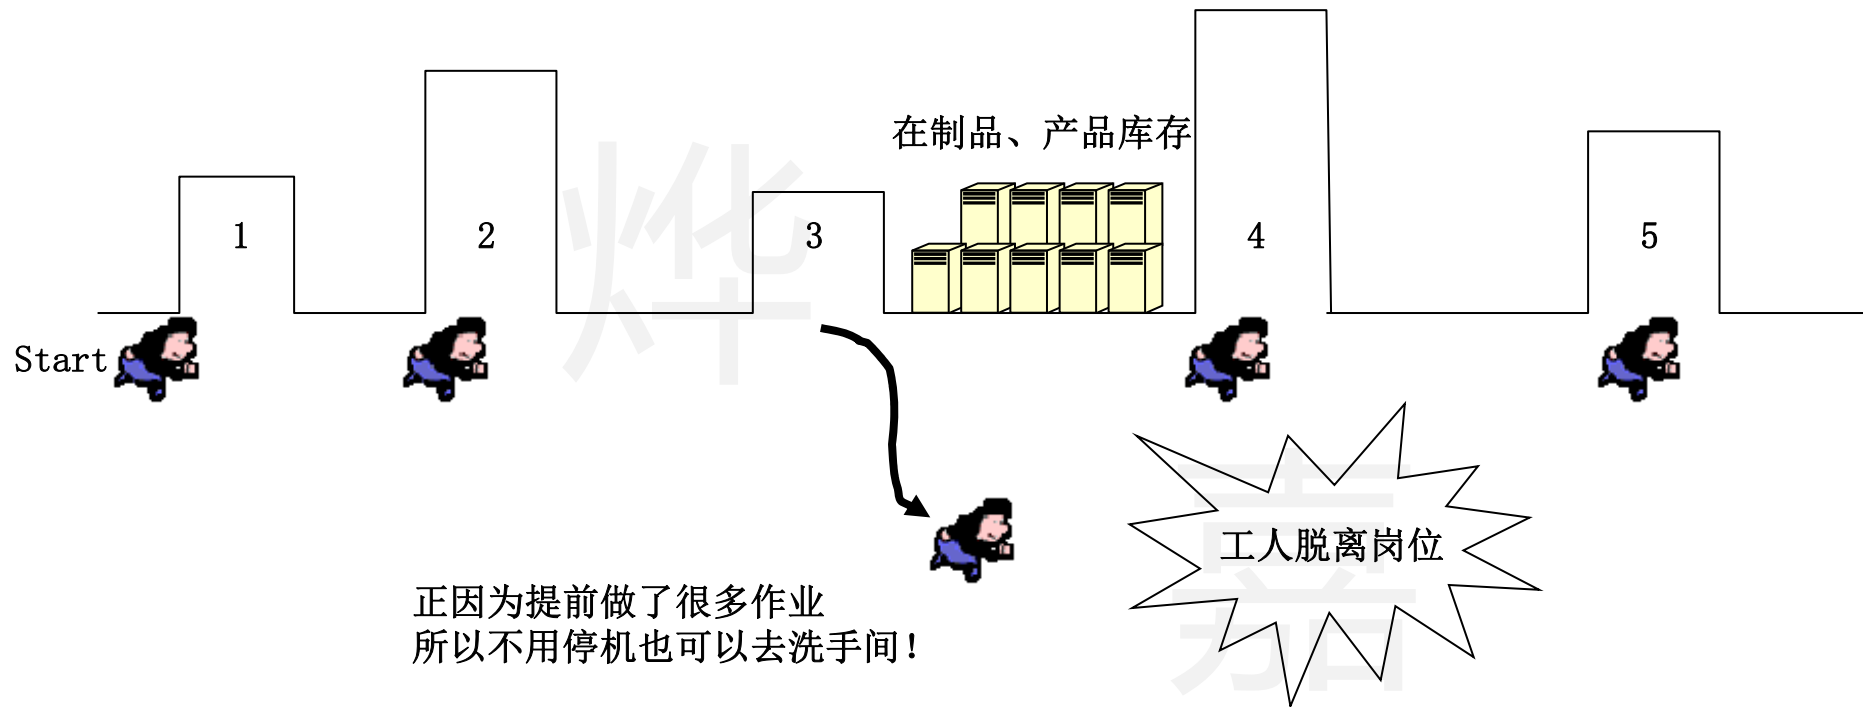 在制品、产品库存
1
2
3
4
5
Start
工人脱离岗位
正因为提前做了很多作业
所以不用停机也可以去洗手间！
烨
嘉